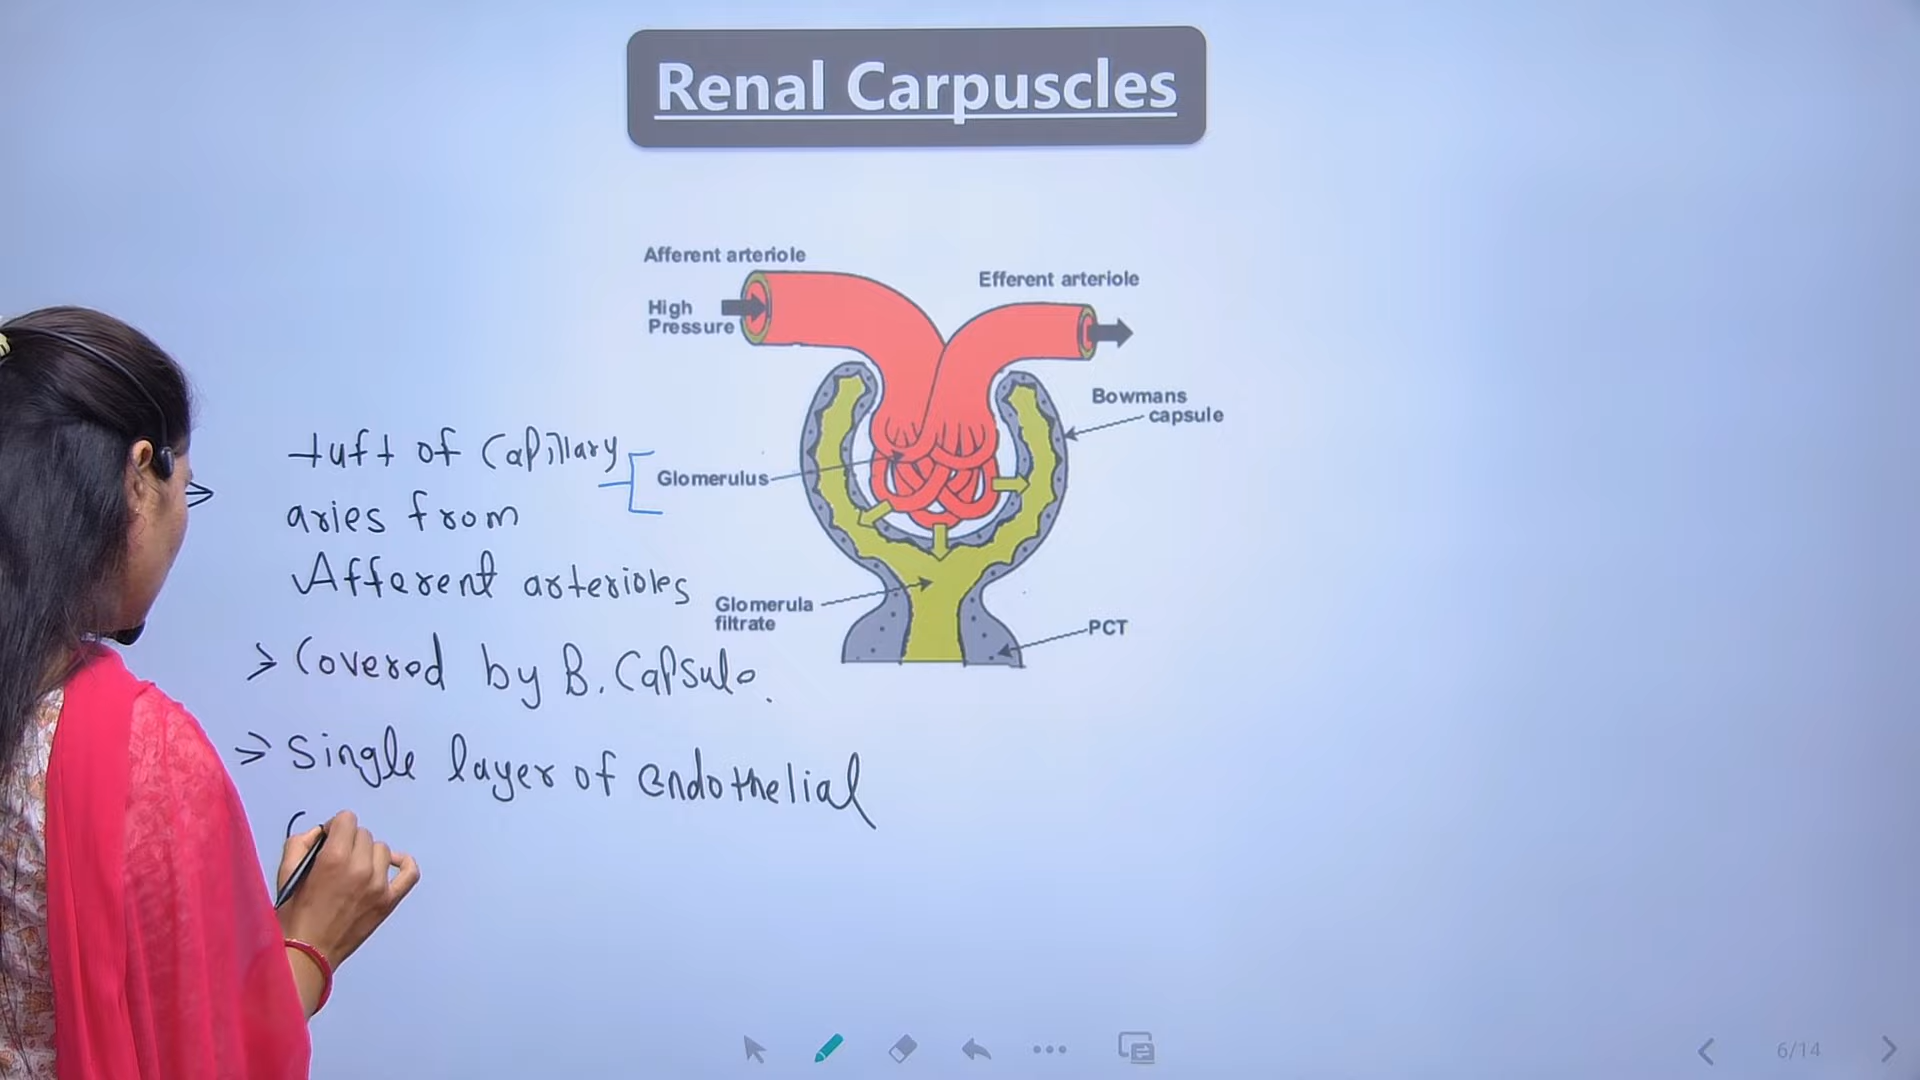 Renal Carpuscles
Afferent arteriole
Efferent arteriole
High
Pressure
Bowmans
capsule
Glomerulus
Glomerula
filtrate
PCT
tuft of capillary
aries from
Afferent arterioles
> Covered by B. Capsule.
⇒ Single layer of endothelial
C
6/14